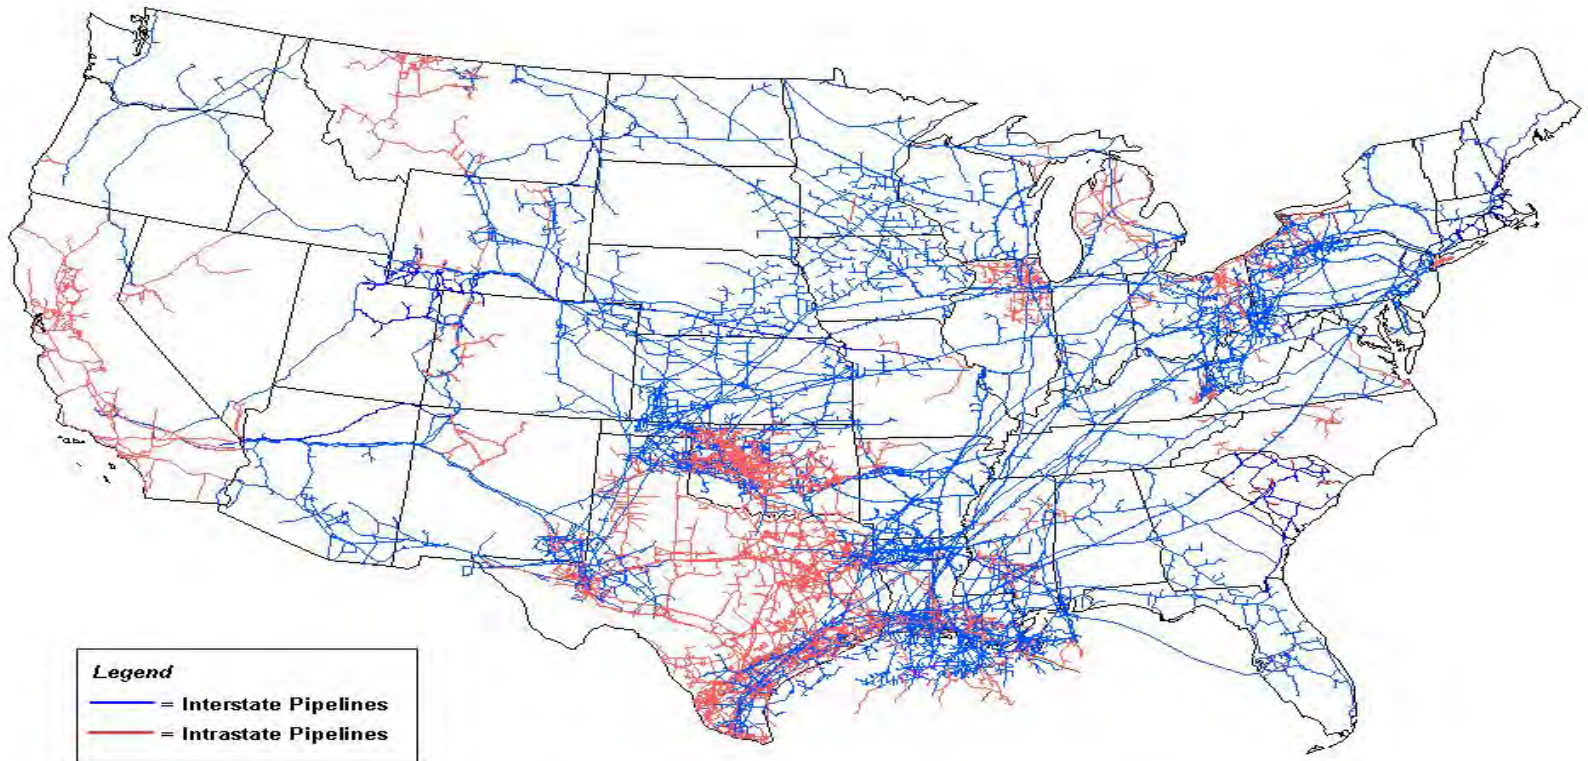 Legend
= Interstate Pipelines
= Intrastate Pipelines